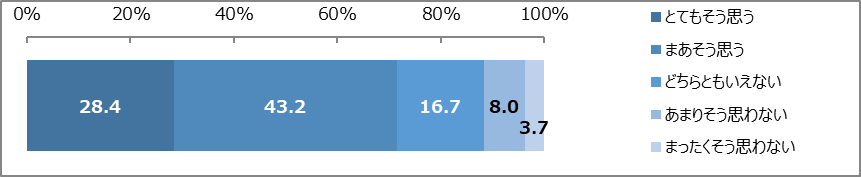 0% 20% 40% 60% 80% 100%
28.4 43.2 16.7 8.0 3.7
とてもそう思う
まあそう思う
どちらともいえない
あまりそう思わない
まったくそう思わない